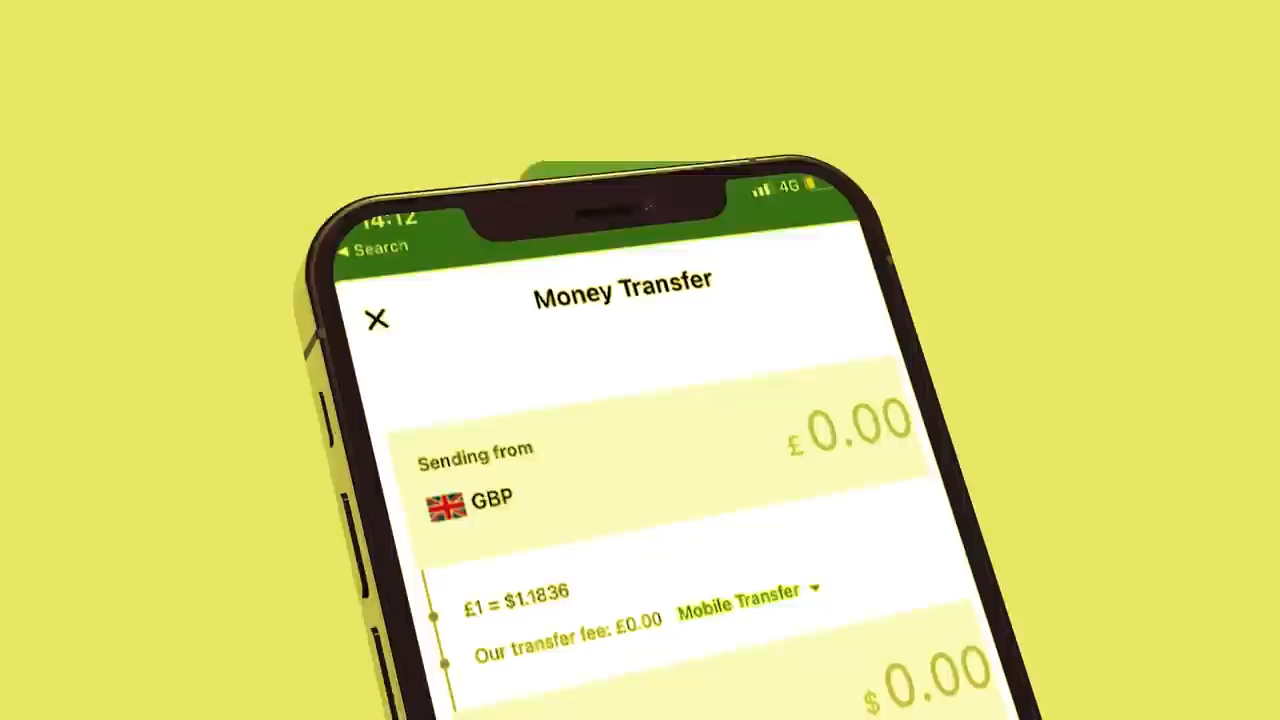 14:12
4G
◀ Search
Money Transfer
Sending from
£ 0.00
GBP
£1 = $1.1836
Our transfer fee: £0.00 Mobile Transfer
$ 0.00